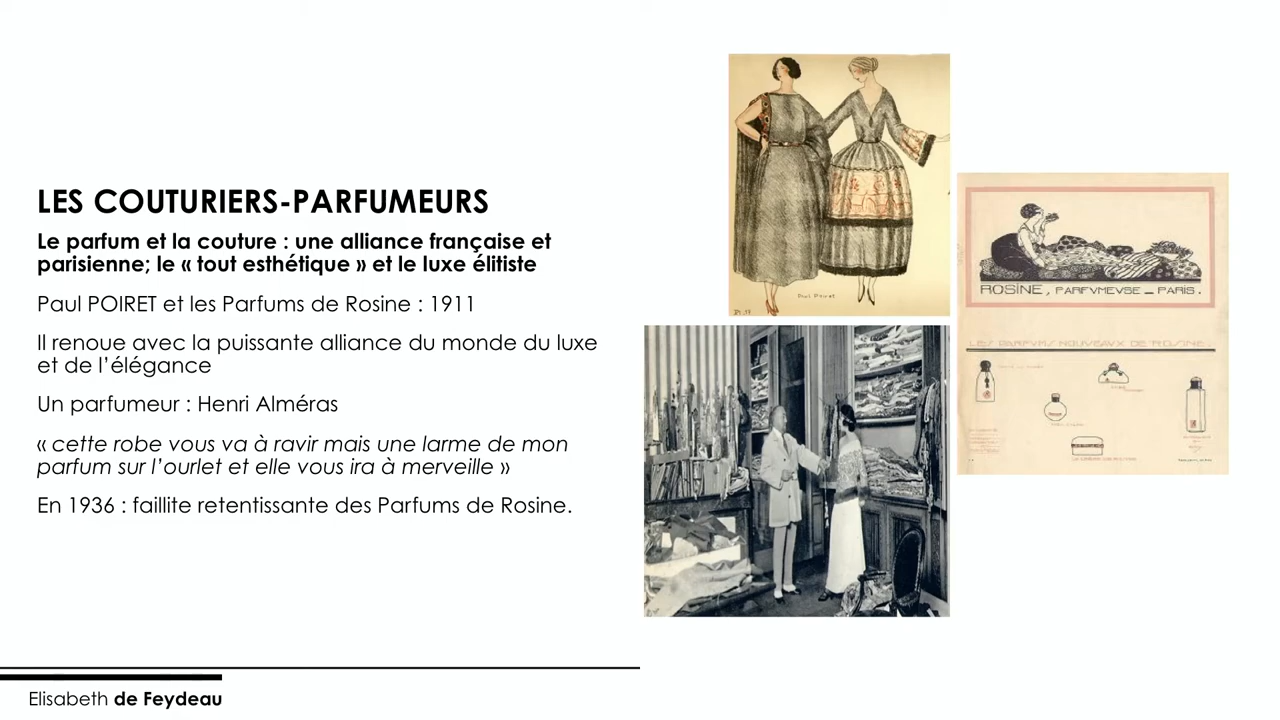 LES COUTURIERS-PARFUMEURS
Le parfum et la couture : une alliance française et
parisienne; le « tout esthétique » et le luxe élitiste
Paul POIRET et les Parfums de Rosine : 1911
Il renoue avec la puissante alliance du monde du luxe
et de l’élégance
Un parfumeur : Henri Alméras
« cette robe vous va à ravir mais une larme de mon
parfum sur l’ourlet et elle vous ira à merveille »
En 1936 : faillite retentissante des Parfums de Rosine.
Elisabeth de Feydeau
Paul Poiret
ROSINE, PARFVMEVSE _ PARIS.
LES PARFVMS NOUVEAVX DE ROSINE.